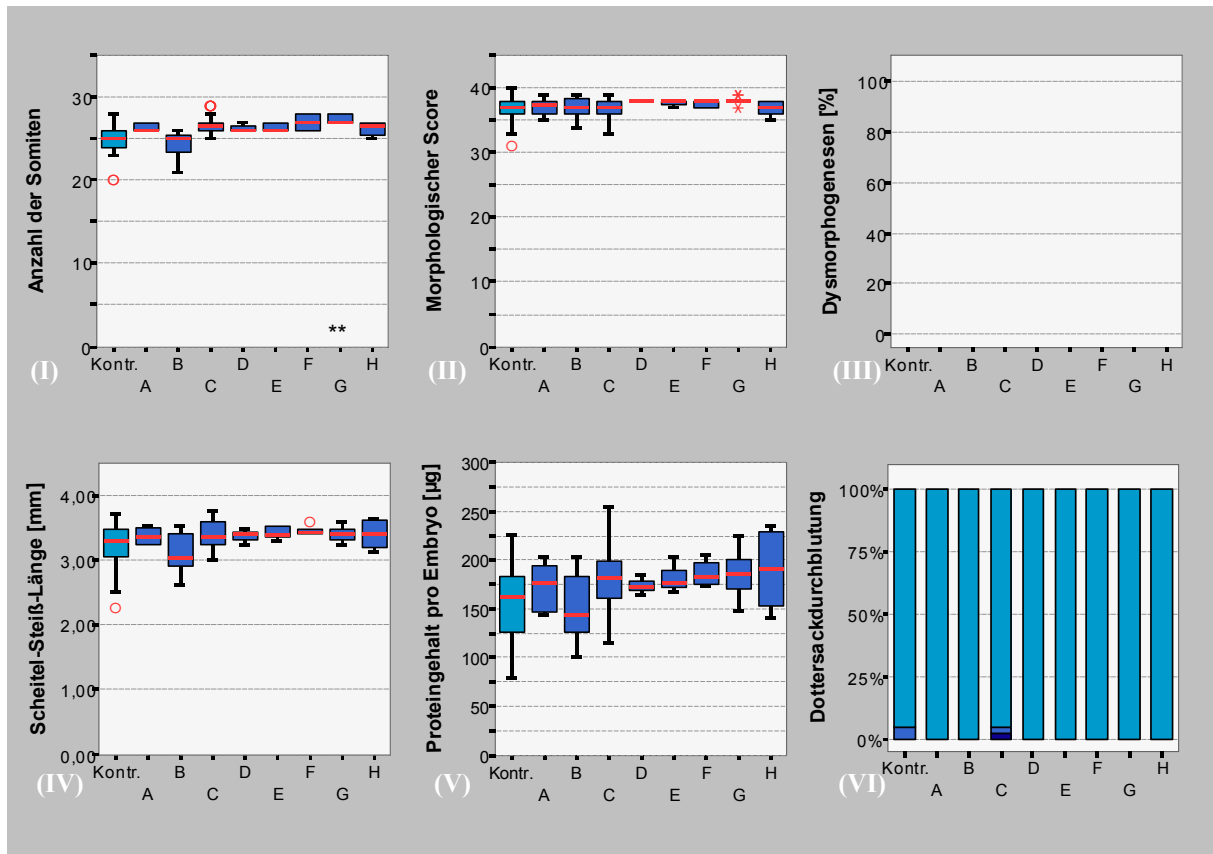 Anzahl der Somiten
30
20
10
0
**
Kontr. B D F H
A C E G
(I)
Morphologischer Score
40
30
20
10
0
Kontr. B D F H
A C E G
(II)
Dysmorphogenesen [%]
100
80
60
40
20
0
Kontr. B D F H
A C E G
(III)
Scheitel-Steiß-Länge [mm]
4,00
3,00
2,00
1,00
0,00
Kontr. B D F H
A C E G
(IV)
Proteingehalt pro Embryo [µg]
300
250
200
150
100
50
0
Kontr. B D F H
A C E G
(V)
Dottersackdurchblutung
100%
75%
50%
25%
0%
Kontr. B D F H
A C E G
(VI)